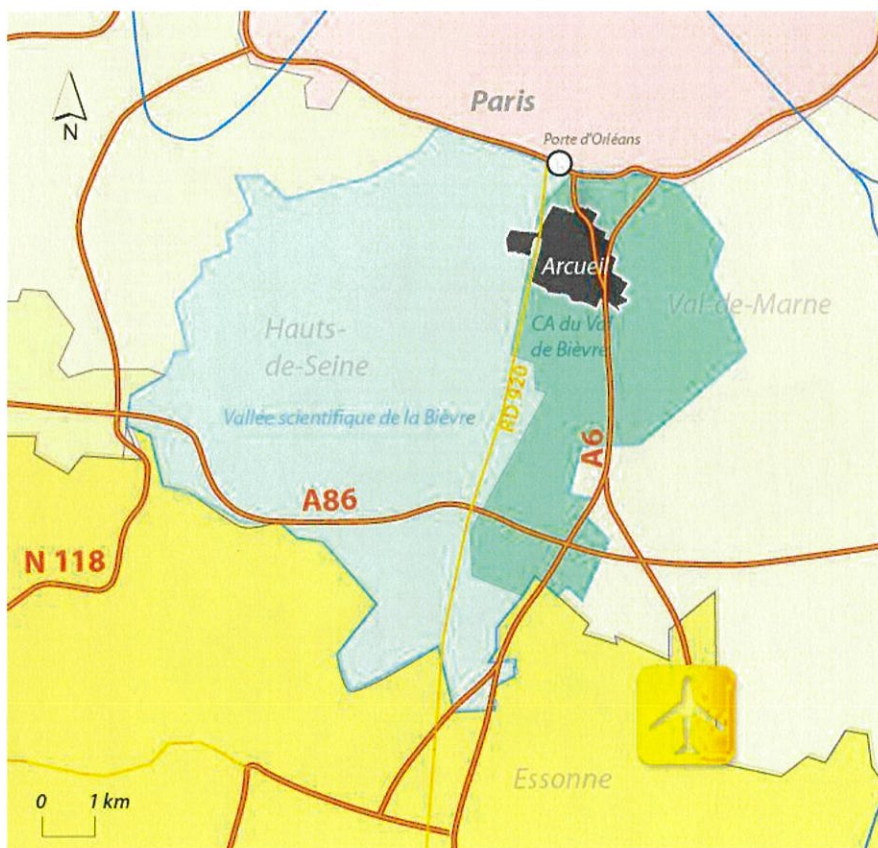 Paris
N
Porte d'Orléans
Arcueil
Val-de-Marne
Hauts-
de-Seine
CA du Val
de Bièvre
RD 920
Vallée scientifique de la Bièvre
A6
A86
N 118
Essonne
0 1 km